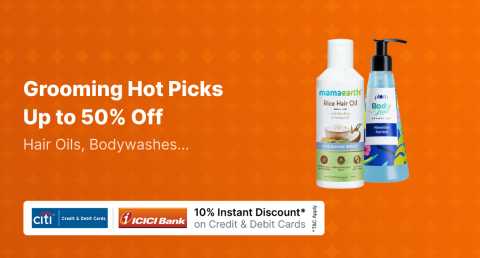 Grooming Hot Picks
Up to 50% Off
Hair Oils, Bodywashes...
mamaearth
Rice Hair Oil
plum
Body
citi
Credit & Debit Cards
ICICI Bank
10% Instant Discount*
on Credit & Debit Cards
*T&C Apply